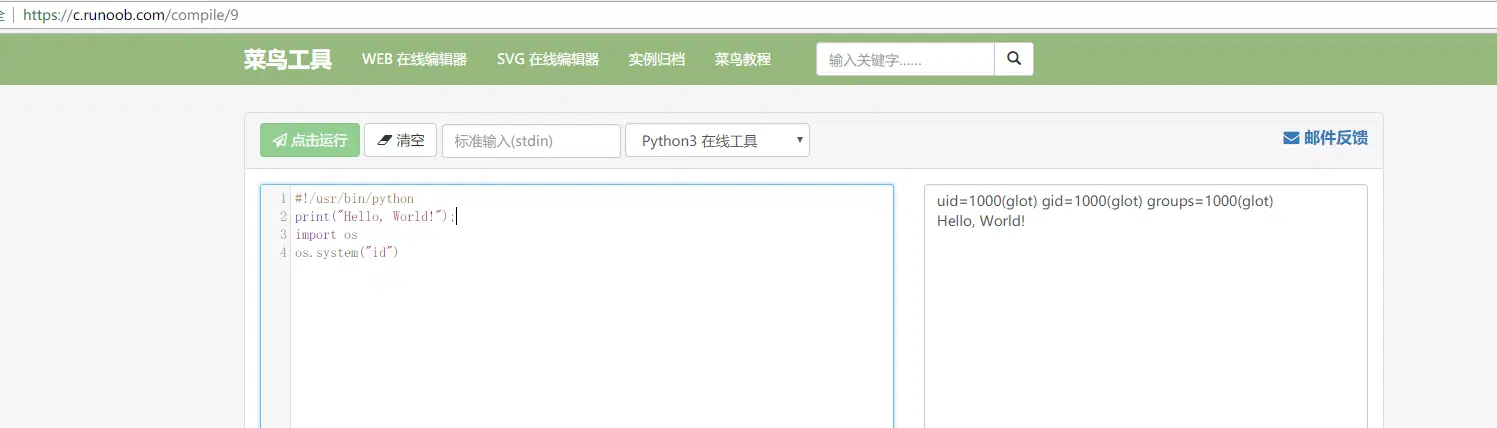 https://c.runoob.com/compile/9
菜鸟工具 WEB 在线编辑器 SVG 在线编辑器 实例归档 菜鸟教程 输入关键字......
点击运行 清空 标准输入(stdin) Python3 在线工具 邮件反馈
1 #!/usr/bin/python
2 print("Hello, World!");
3 import os
4 os.system("id")
uid=1000(glot) gid=1000(glot) groups=1000(glot)
Hello, World!